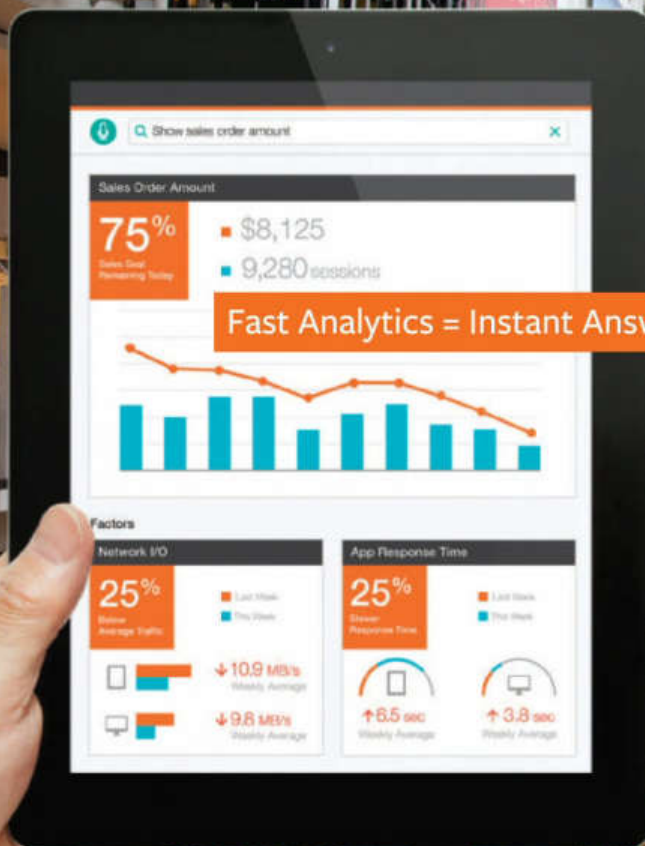 Show sales order amount
Sales Order Amount
75%
Sales Goal
Remaining Today
$8,125
9,280 sessions
Fast Analytics = Instant Answ
Factors
Network I/O
25%
Below
Average Traffic
Last Week
This Week
10.9 MB/s
Weekly Average
9.8 MB/s
Weekly Average
App Response Time
25%
Slower
Response Time
Last Week
This Week
6.5 sec
Weekly Average
3.8 sec
Weekly Average